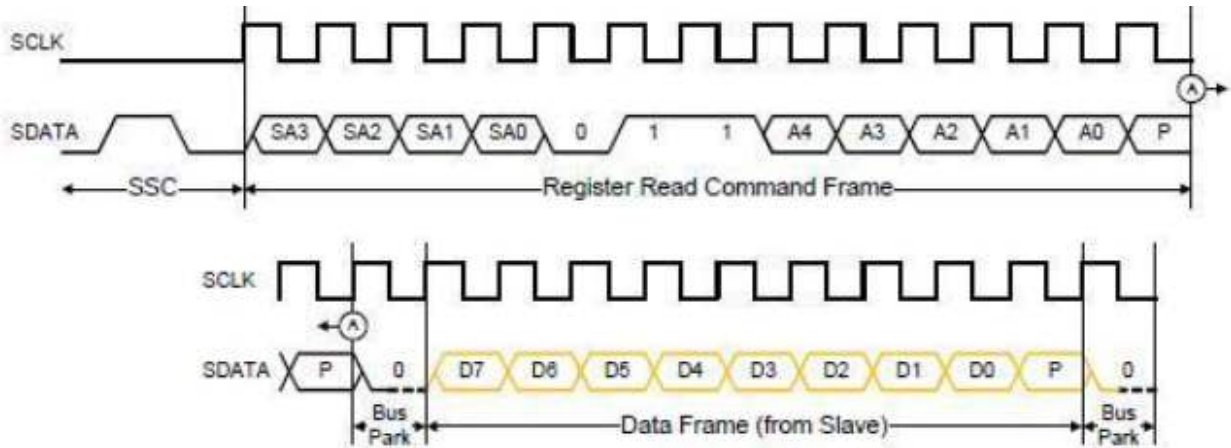 SCLK
A
SDATA SA3 SA2 SA1 SA0 0 1 1 A4 A3 A2 A1 A0 P
SSC Register Read Command Frame
SCLK
A
SDATA P 0 D7 D6 D5 D4 D3 D2 D1 D0 P 0
Bus Park Data Frame (from Slave) Bus Park